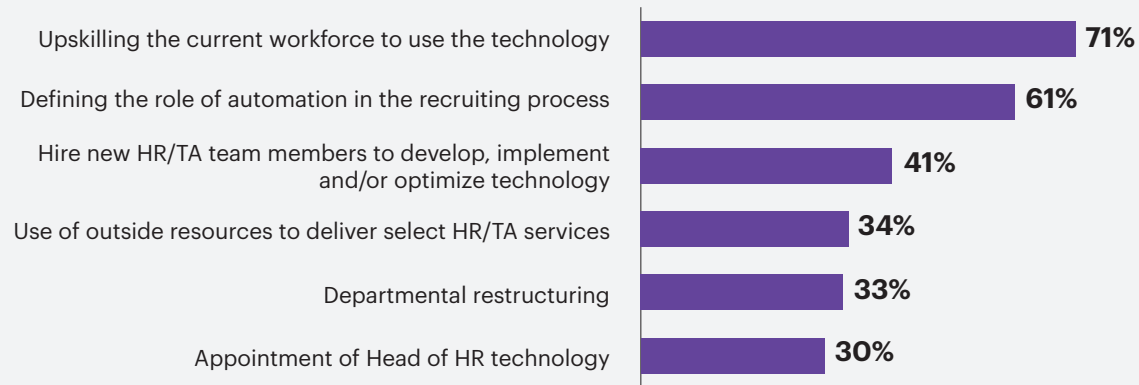 Upskilling the current workforce to use the technology
71%
Defining the role of automation in the recruiting process
61%
Hire new HR/TA team members to develop, implement
and/or optimize technology
41%
Use of outside resources to deliver select HR/TA services
34%
Departmental restructuring
33%
Appointment of Head of HR technology
30%